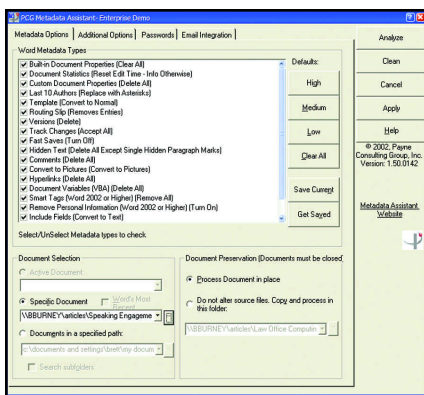 PCG Metadata Assistant- Enterprise Demo
Metadata Options
Additional Options
Passwords
Email Integration
Word Metadata Types
Built-in Document Properties (Clear All)
Document Statistics (Reset Edit Time - Info Otherwise)
Custom Document Properties (Delete All)
Last 10 Authors (Replace with Asterisks)
Template (Convert to Normal)
Routing Slip (Removes Entries)
Versions (Delete)
Track Changes (Accept All)
Fast Saves (Turn Off)
Hidden Text (Delete All Except Single Hidden Paragraph Marks)
Comments (Delete All)
Convert to Pictures (Convert to Pictures)
Hyperlinks (Delete All)
Document Variables (VBA) (Delete All)
Smart Tags (Word 2002 or Higher) (Remove All)
Remove Personal Information (Word 2002 or Higher) (Turn On)
Include Fields (Convert to Text)
Select/UnSelect Metadata types to check.
Defaults:
High
Medium
Low
Clear All
Save Current
Get Saved
Document Selection
Active Document:
Specific Document
Word's Most
Recent
\\BBURNEY\articles\Speaking Engageme
Documents in a specified path:
c:\documents and settings\brett\my docum
Search subfolders
Document Preservation (Documents must be closed)
Process Document in place
Do not alter source files. Copy and process in
this folder:
\\BBURNEY\articles\Law Office Computin
Analyze
Clean
Cancel
Apply
Help
© 2002, Payne
Consulting Group, Inc.
Version: 1.50.0142
Metadata Assistant
Website